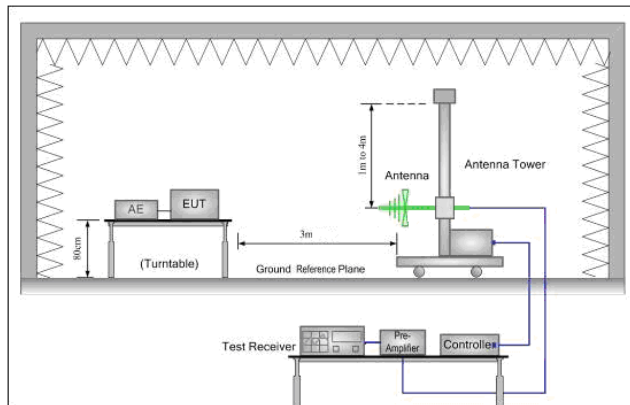 1m to 4m
Antenna
Antenna Tower
AE
EUT
80cm
(Turntable)
3m
Ground Reference Plane
Test Receiver
Pre-
Amplifier
Controller